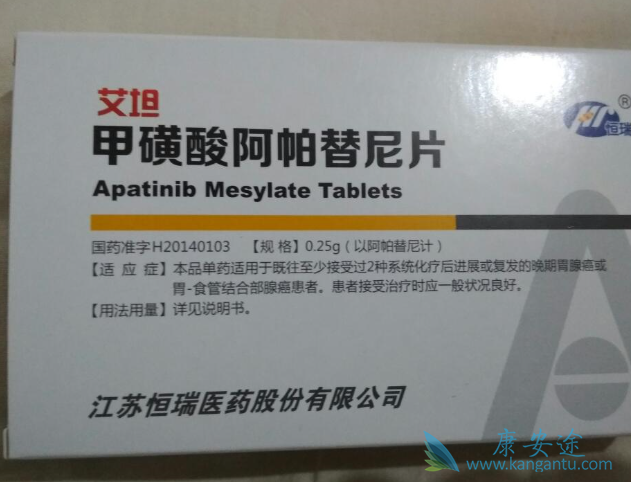 艾坦
®
恒瑞
甲磺酸阿帕替尼片
Apatinib Mesylate Tablets
国药准字H20140103 【规 格】0.25g（以阿帕替尼计）
【适 应 症】本品单药适用于既往至少接受过2种系统化疗后进展或复发的晚期胃腺癌或
胃-食管结合部腺癌患者。患者接受治疗时应一般状况良好。
【用法用量】详见说明书。
江苏恒瑞医药股份有限公司
康安途
www.kangantu.com